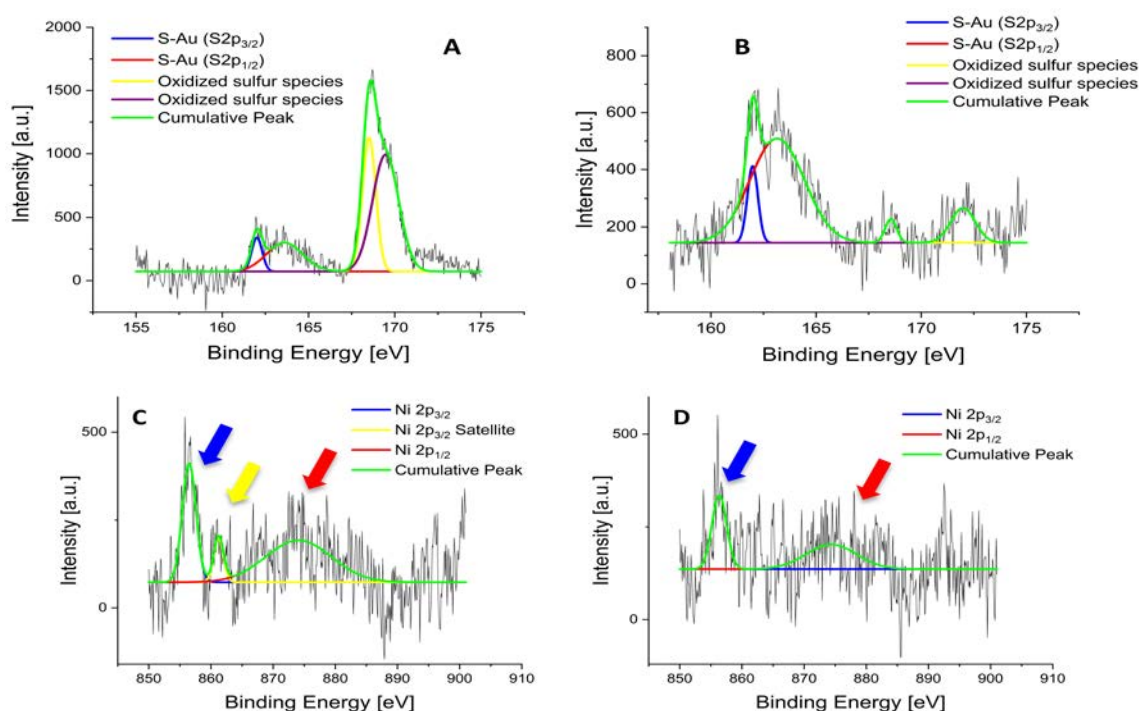 A
S-Au (S2p3/2)
S-Au (S2p1/2)
Oxidized sulfur species
Oxidized sulfur species
Cumulative Peak
2000
1500
1000
500
0
Intensity [a.u.]
155 160 165 170 175
Binding Energy [eV]
B
S-Au (S2p3/2)
S-Au (S2p1/2)
Oxidized sulfur species
Oxidized sulfur species
Cumulative Peak
800
600
400
200
0
Intensity [a.u.]
160 165 170 175
Binding Energy [eV]
C
Ni 2p3/2
Ni 2p3/2 Satellite
Ni 2p1/2
Cumulative Peak
500
0
Intensity [a.u.]
850 860 870 880 890 900 910
Binding Energy [eV]
D
Ni 2p3/2
Ni 2p1/2
Cumulative Peak
500
0
Intensity [a.u.]
850 860 870 880 890 900 910
Binding Energy [eV]